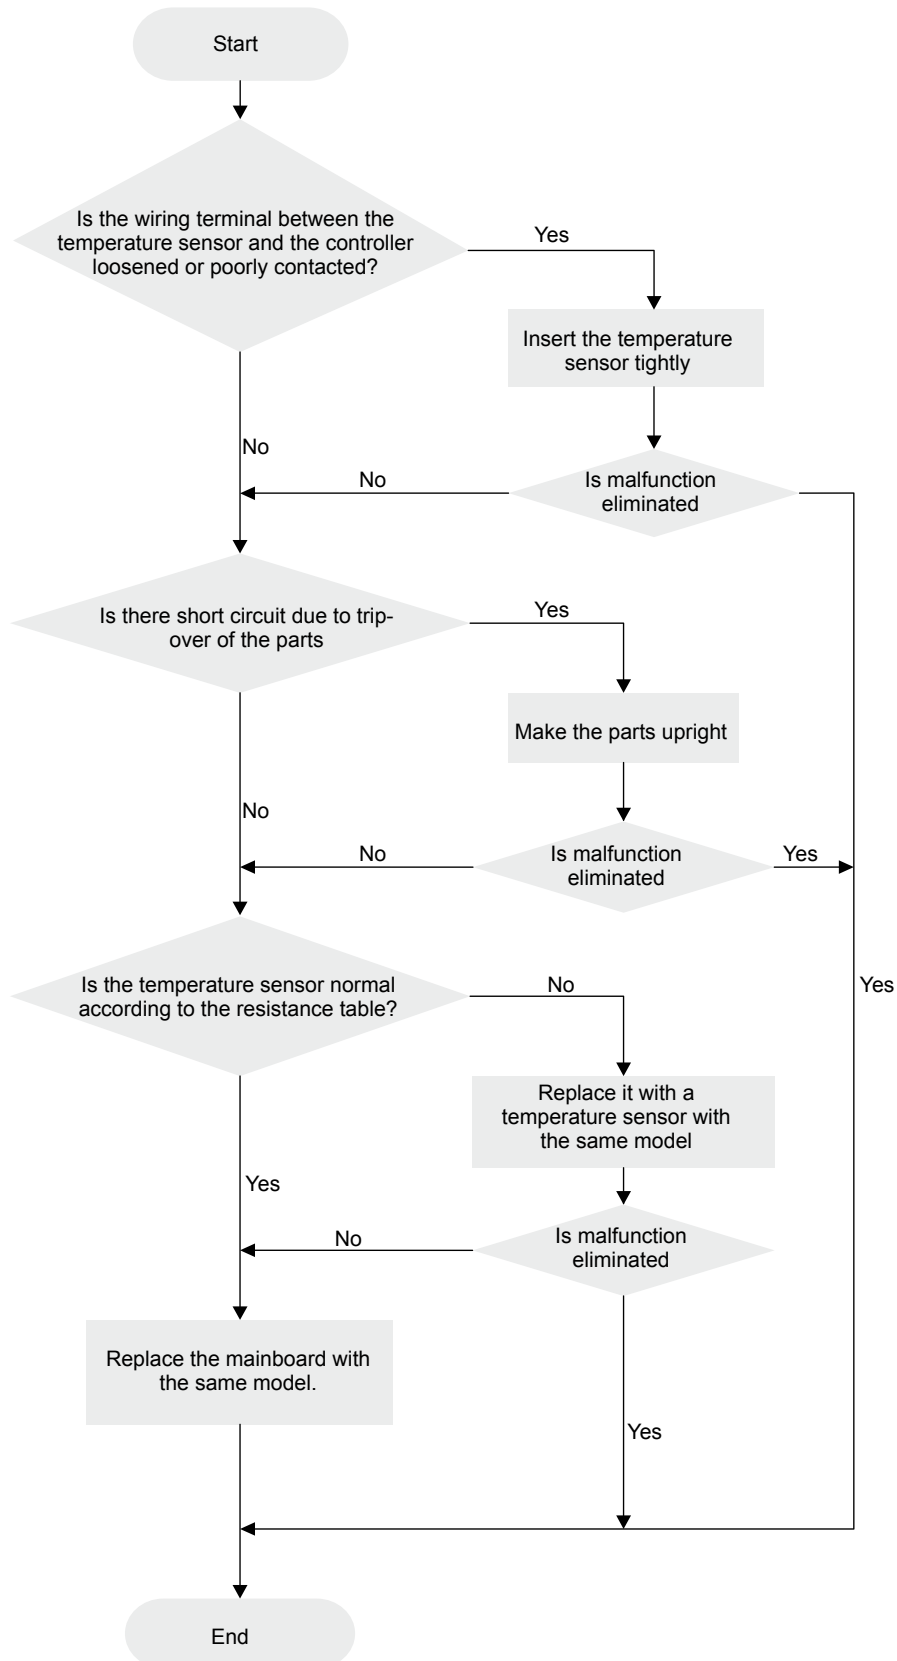 Start
Is the wiring terminal between the
temperature sensor and the controller
loosened or poorly contacted?
Yes
Insert the temperature
sensor tightly
No
No
Is malfunction
eliminated
Is there short circuit due to trip-
over of the parts
Yes
Make the parts upright
No
No
Is malfunction
eliminated
Yes
Is the temperature sensor normal
according to the resistance table?
No
Yes
Replace it with a
temperature sensor with
the same model
Yes
No
Is malfunction
eliminated
Replace the mainboard with
the same model.
Yes
End